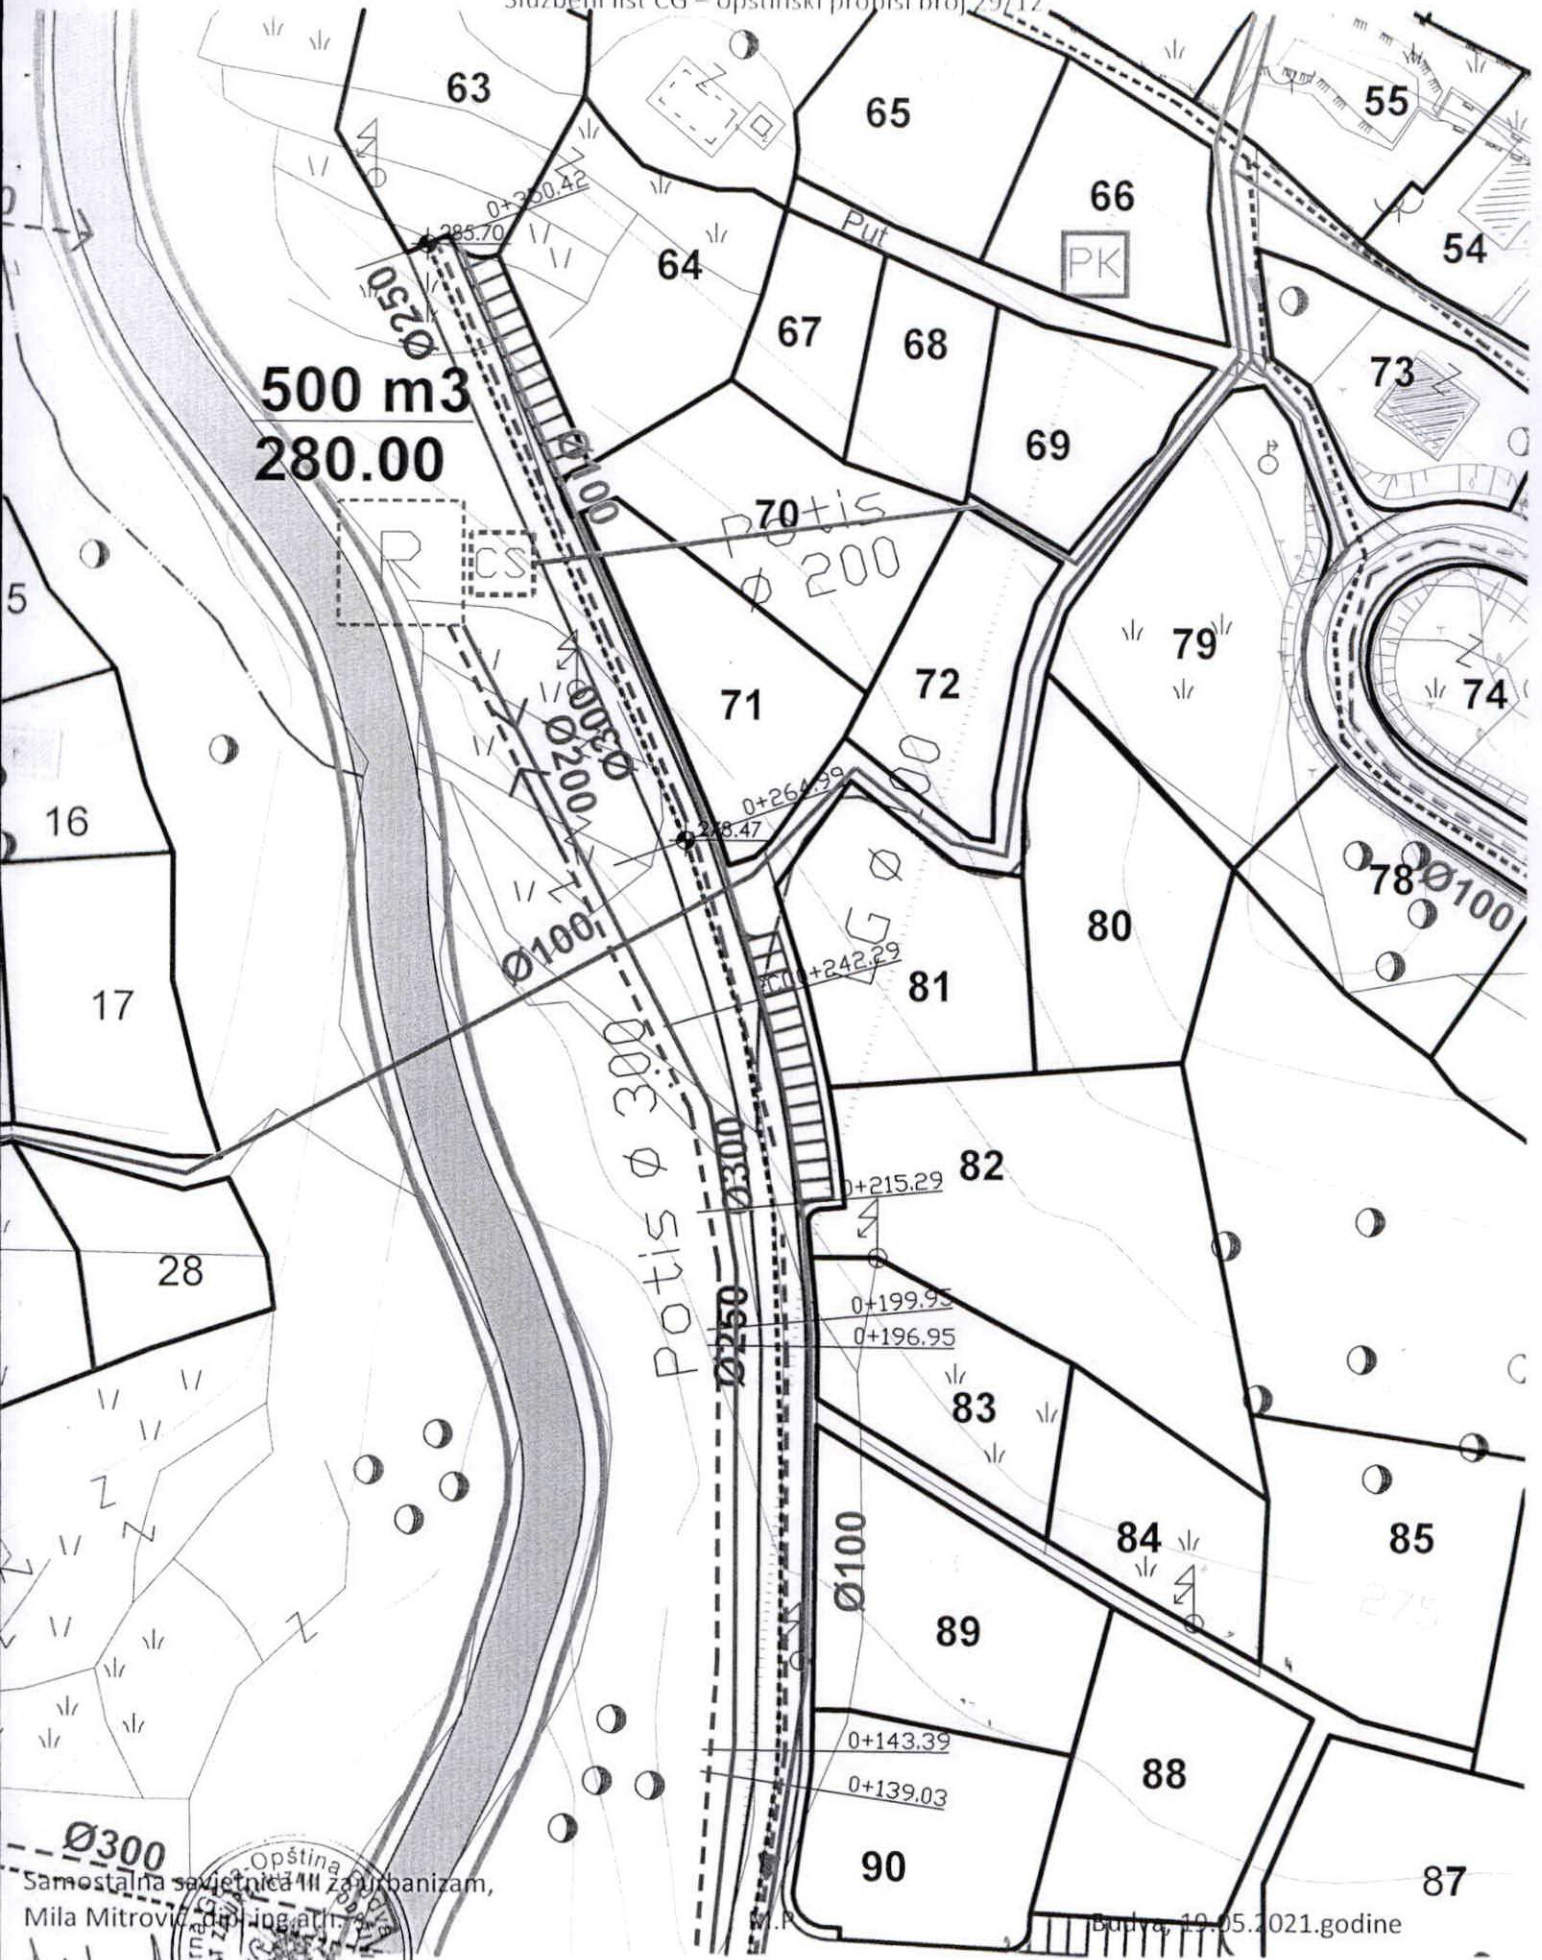 Službeni list CG – opštinski propisi broj 29/12
63
65
55
66
0+350.42
285.70
Put
64
PK
54
Ø250
67
68
73
500 m3
280.00
69
Ø100
70
Potis
Ø 200
R
CS
5
79
71
72
74
Ø300
Ø200
16
0+264.99
278.47
78
Ø100
Ø100
80
0+242.29
81
17
Potis Ø 300
Ø300
82
0+215.29
28
Ø250
0+199.95
0+196.95
83
Ø100
84
85
89
0+143.39
88
0+139.03
Ø300
90
87
Samostalna savjetnica III za urbanizam,
Mila Mitrović, dipl.ing.arh.
M.P.
Budva, 19.05.2021.godine